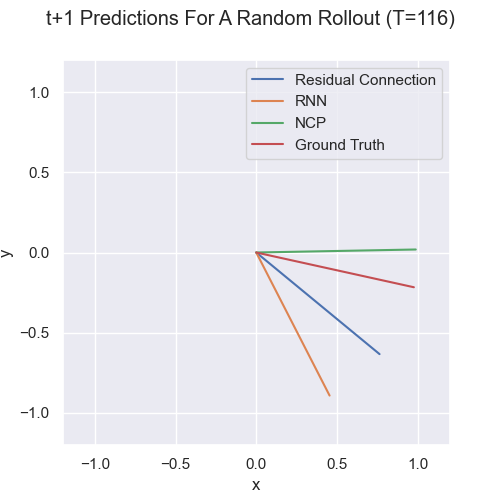 t+1 Predictions For A Random Rollout (T=116)
Residual Connection
RNN
NCP
Ground Truth
1.0
0.5
0.0
−0.5
−1.0
y
−1.0 −0.5 0.0 0.5 1.0
x